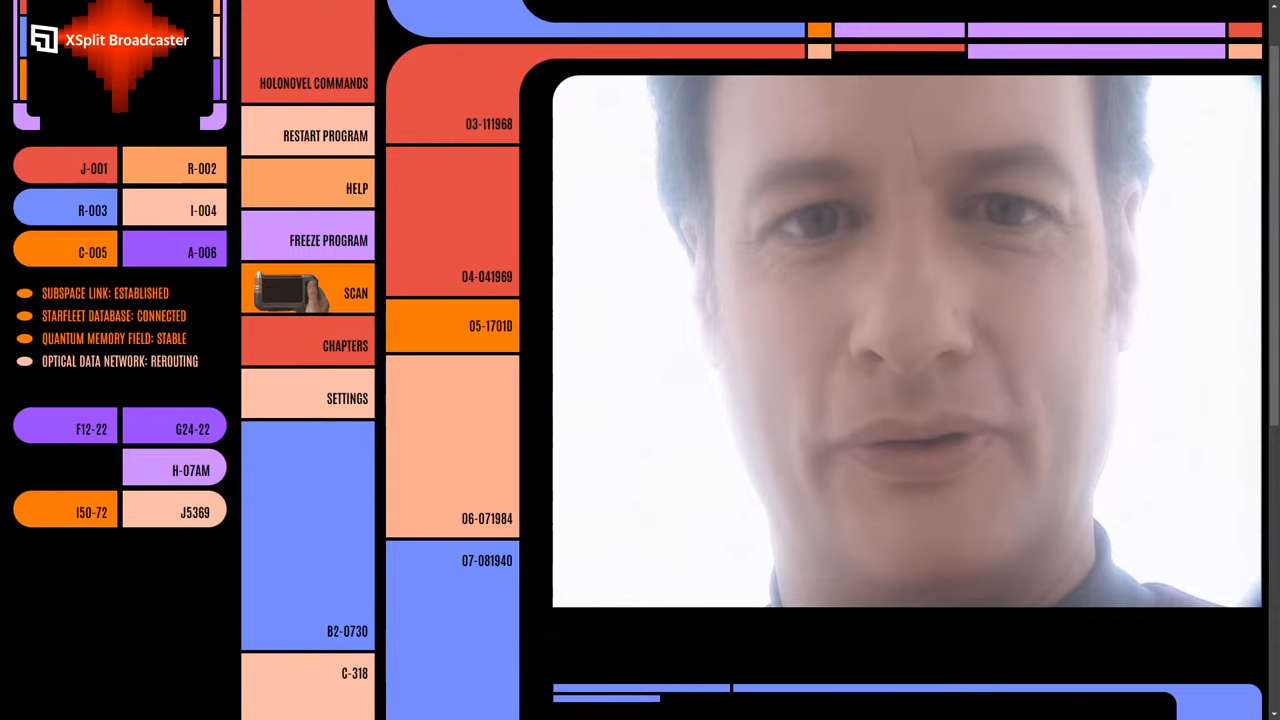 XSplit Broadcaster
J-001
R-002
R-003
I-004
C-005
A-006
SUBSPACE LINK: ESTABLISHED
STARFLEET DATABASE: CONNECTED
QUANTUM MEMORY FIELD: STABLE
OPTICAL DATA NETWORK: REROUTING
F12-22
G24-22
H-07AM
I50-72
J5369
HOLONOVEL COMMANDS
RESTART PROGRAM
HELP
FREEZE PROGRAM
SCAN
CHAPTERS
SETTINGS
B2-0730
C-318
03-111968
04-041969
05-1701D
06-071984
07-081940